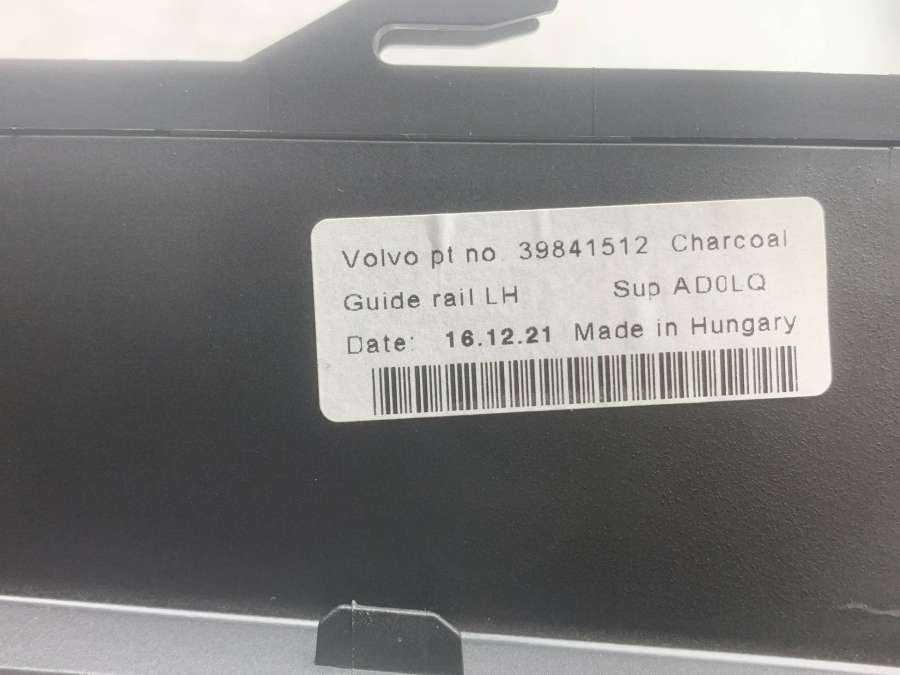 Volvo pt no 39841512 Charcoal
Guide rail LH Sup AD0LQ
Date: 16.12.21 Made in Hungary